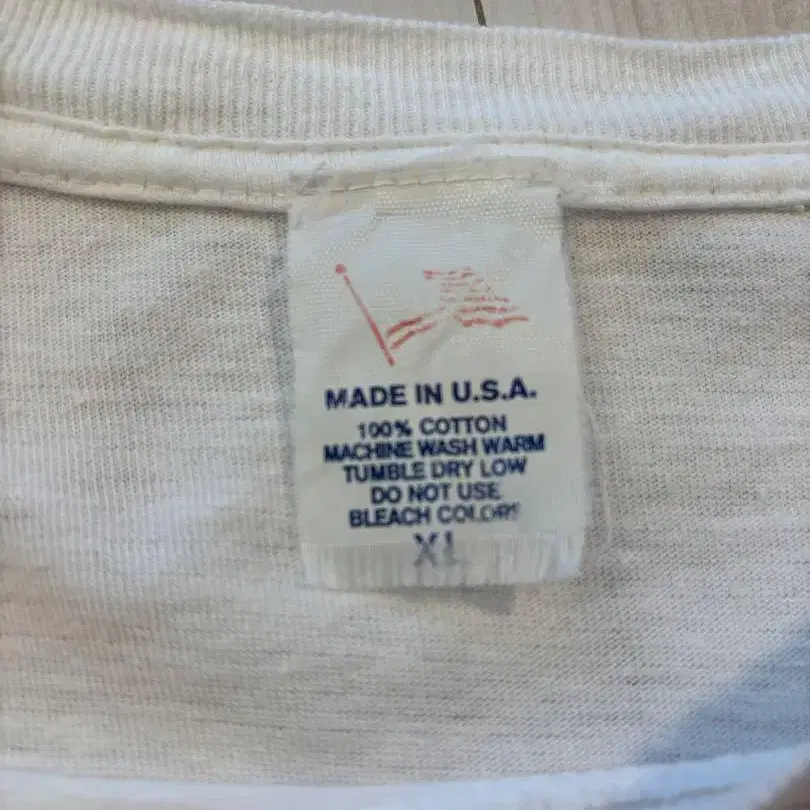 MADE IN U.S.A.
100% COTTON
MACHINE WASH WARM
TUMBLE DRY LOW
DO NOT USE
BLEACH COLORS
XL